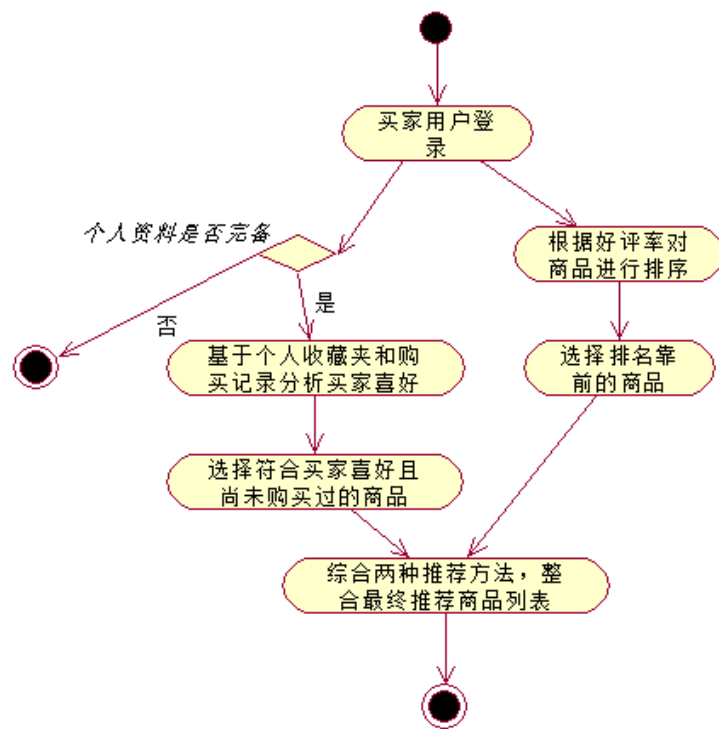 买家用户登
录
个人资料是否完备
根据好评率对
商品进行排序
是
否
基于个人收藏夹和购
买记录分析买家喜好
选择排名靠
前的商品
选择符合买家喜好且
尚未购买过的商品
综合两种推荐方法，整
合最终推荐商品列表